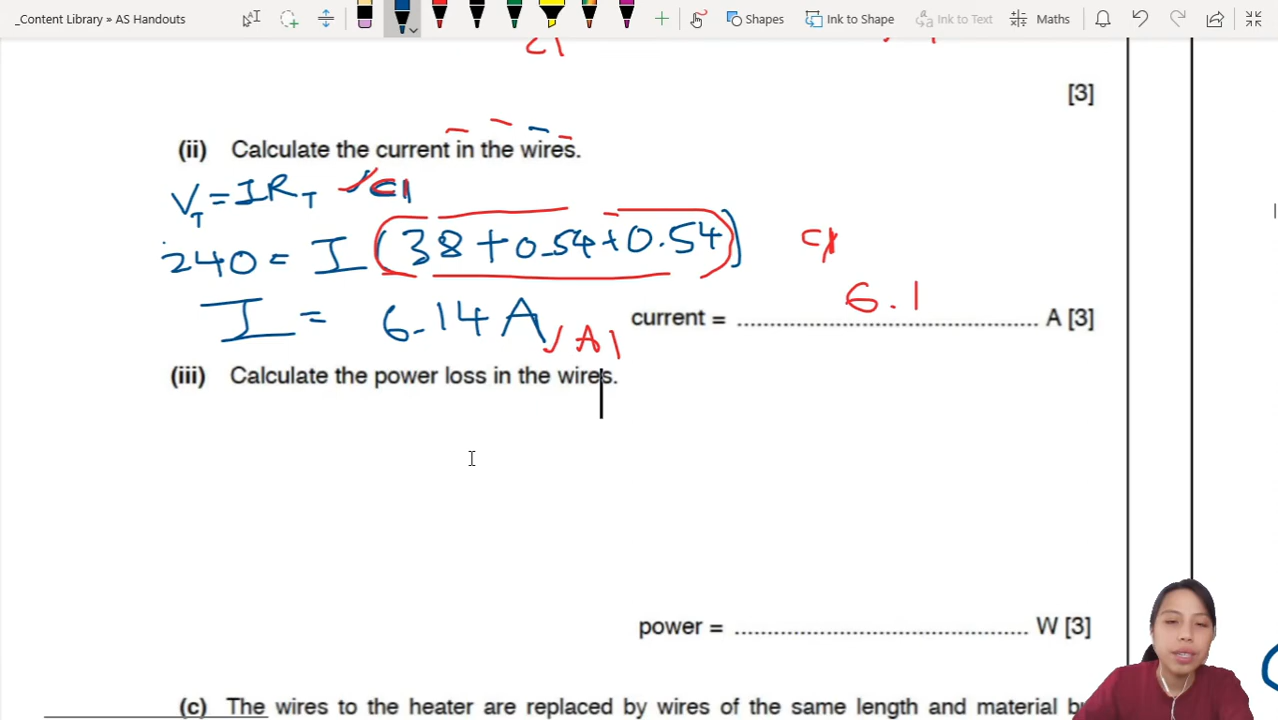 _Content Library » AS Handouts
Shapes
Ink to Shape
Ink to Text
Maths
C1
[3]
(ii) Calculate the current in the wires.
V_T = IR_T ✓C1
240 = I (38 + 0.54 + 0.54) C1
I = 6.14 A ✓A1
6.1
current = ........................................................ A [3]
(iii) Calculate the power loss in the wires.
power = ...................................................... W [3]
(c) The wires to the heater are replaced by wires of the same length and material